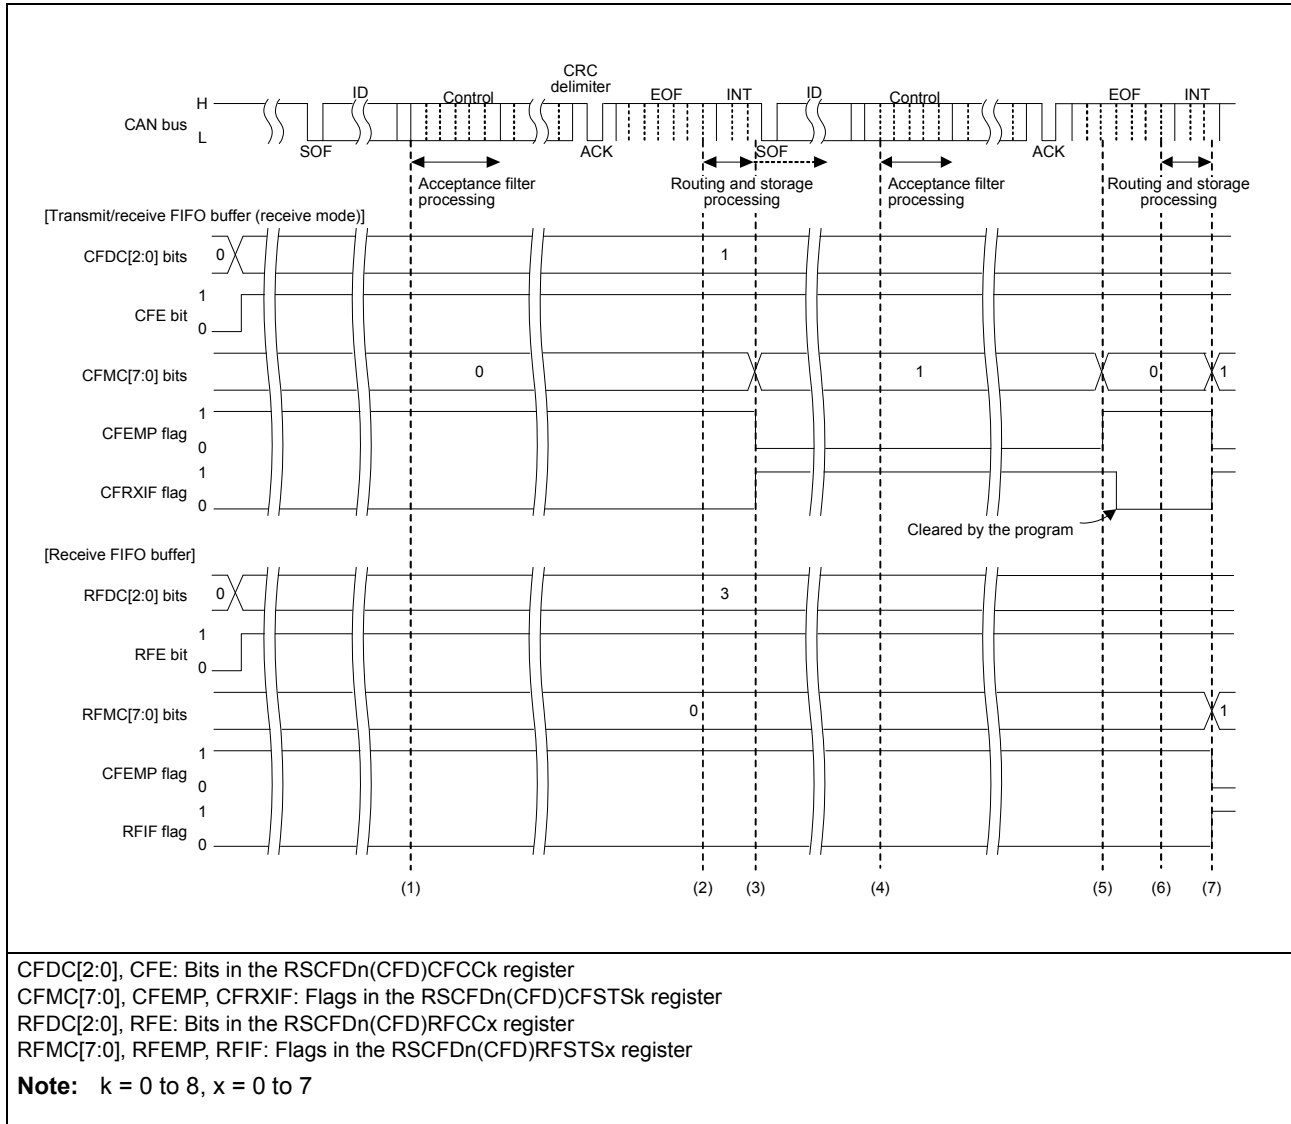 CRC
delimiter
ID
Control
EOF
INT
ID
Control
EOF
INT
H
CAN bus
L
SOF
ACK
SOF
ACK
Acceptance filter
processing
Routing and storage
processing
Acceptance filter
processing
Routing and storage
processing
[Transmit/receive FIFO buffer (receive mode)]
CFDC[2:0] bits
0
1
1
CFE bit
0
CFMC[7:0] bits
0
1
0
1
1
CFEMP flag
0
1
CFRXIF flag
0
Cleared by the program
[Receive FIFO buffer]
RFDC[2:0] bits
0
3
1
RFE bit
0
RFMC[7:0] bits
0
1
1
CFEMP flag
0
1
RFIF flag
0
(1)
(2)
(3)
(4)
(5)
(6)
(7)
CFDC[2:0], CFE: Bits in the RSCFDn(CFD)CFCCk register
CFMC[7:0], CFEMP, CFRXIF: Flags in the RSCFDn(CFD)CFSTSk register
RFDC[2:0], RFE: Bits in the RSCFDn(CFD)RFCCx register
RFMC[7:0], RFEMP, RFIF: Flags in the RSCFDn(CFD)RFSTSx register
Note: k = 0 to 8, x = 0 to 7